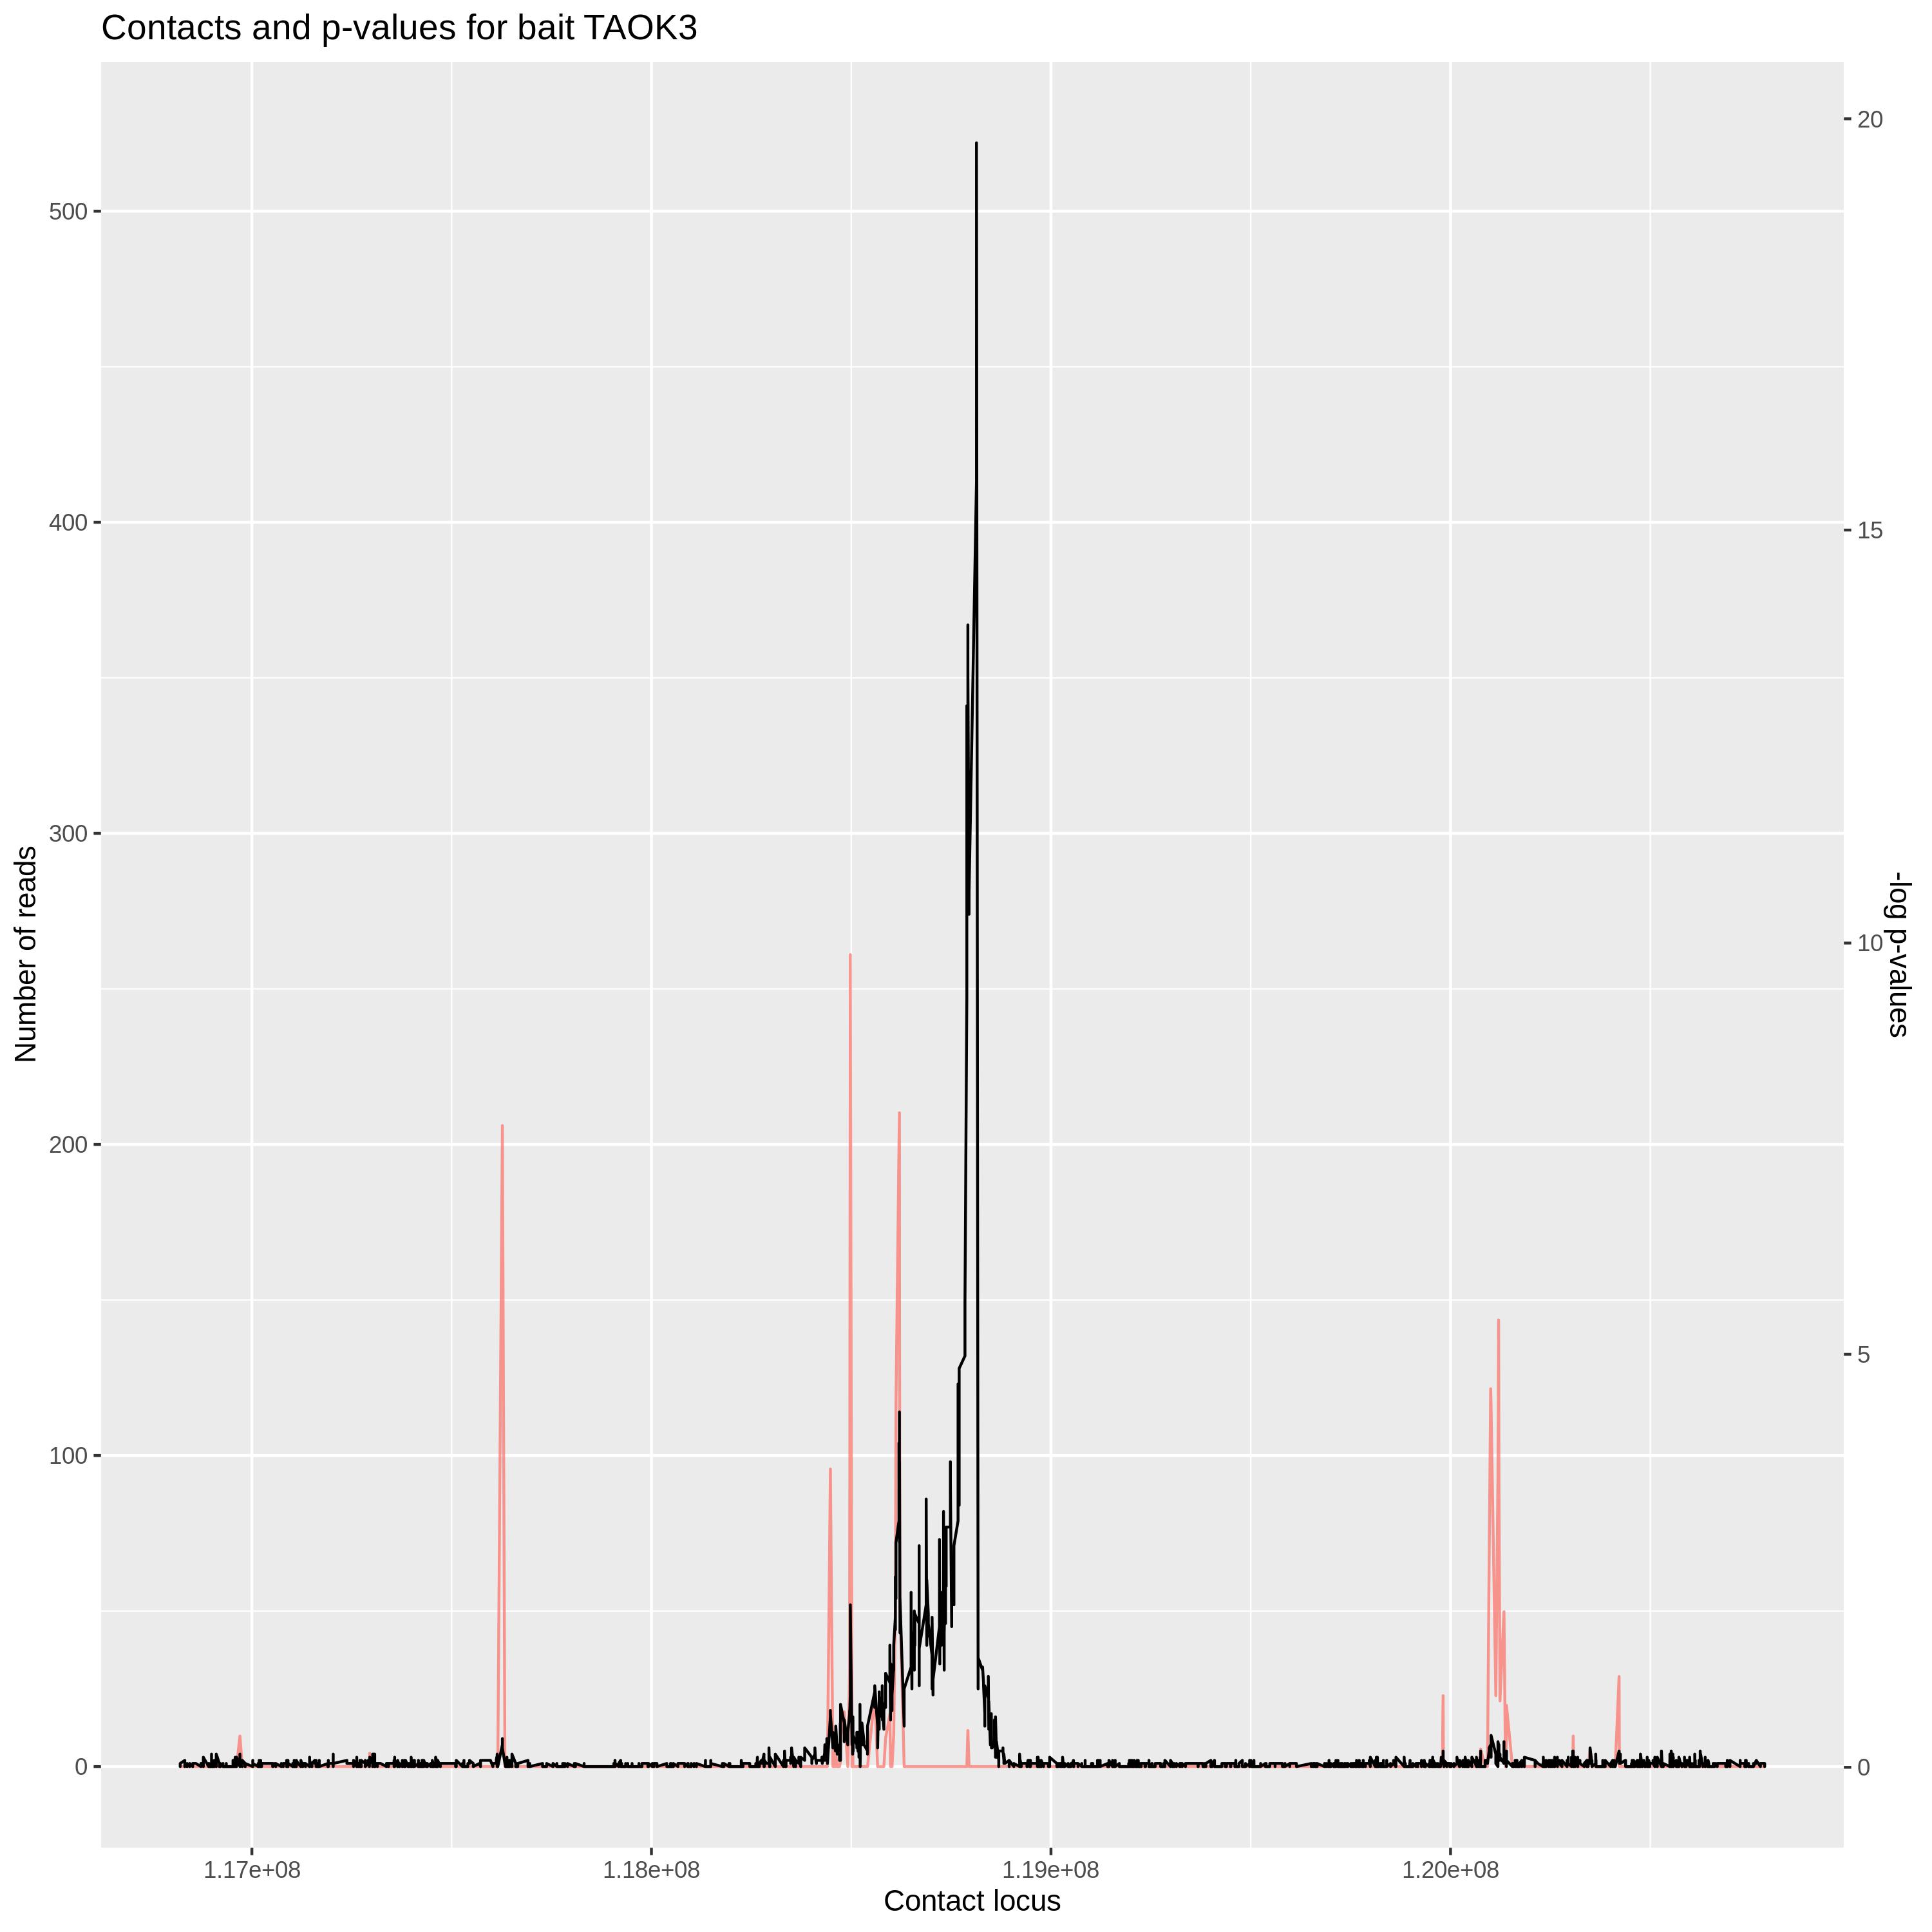 Contacts and p-values for bait TAOK3
Number of reads
500
400
300
200
100
0
20
15
10
5
0
-log p-values
1.17e+08
1.18e+08
1.19e+08
1.20e+08
Contact locus